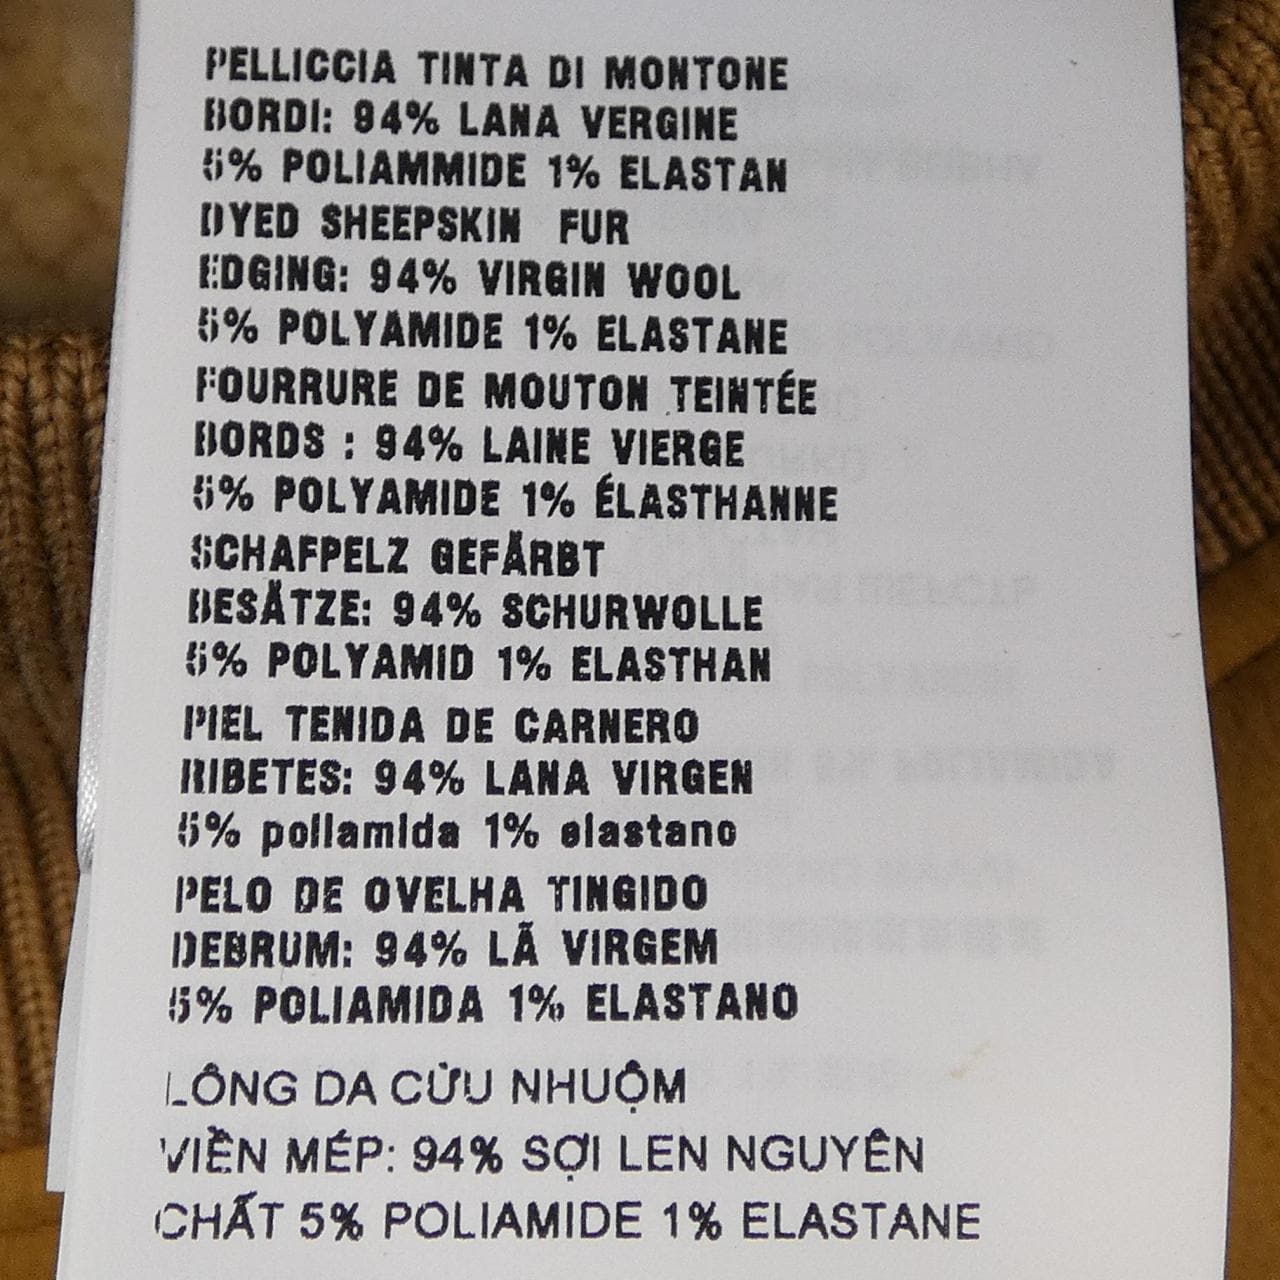 PELLICCIA TINTA DI MONTONE
BORDI: 94% LANA VERGINE
5% POLIAMMIDE 1% ELASTAN
DYED SHEEPSKIN FUR
EDGING: 94% VIRGIN WOOL
5% POLYAMIDE 1% ELASTANE
FOURRURE DE MOUTON TEINTÉE
BORDS : 94% LAINE VIERGE
5% POLYAMIDE 1% ÉLASTHANNE
SCHAFPELZ GEFÄRBT
BESÄTZE: 94% SCHURWOLLE
5% POLYAMID 1% ELASTHAN
PIEL TENIDA DE CARNERO
RIBETES: 94% LANA VIRGEN
5% poliamida 1% elastano
PELO DE OVELHA TINGIDO
DEBRUM: 94% LÃ VIRGEM
5% POLIAMIDA 1% ELASTANO
LÔNG DA CỪU NHUỘM
VIỀN MÉP: 94% SỢI LEN NGUYÊN
CHẤT 5% POLIAMIDE 1% ELASTANE